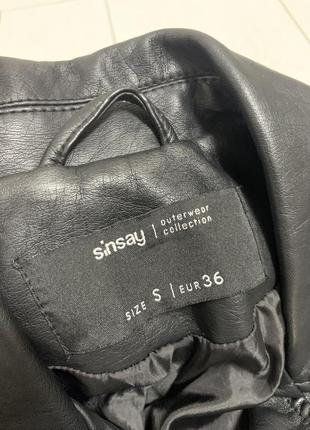 sinsay | outerwear
collection
SIZE S | EUR 36